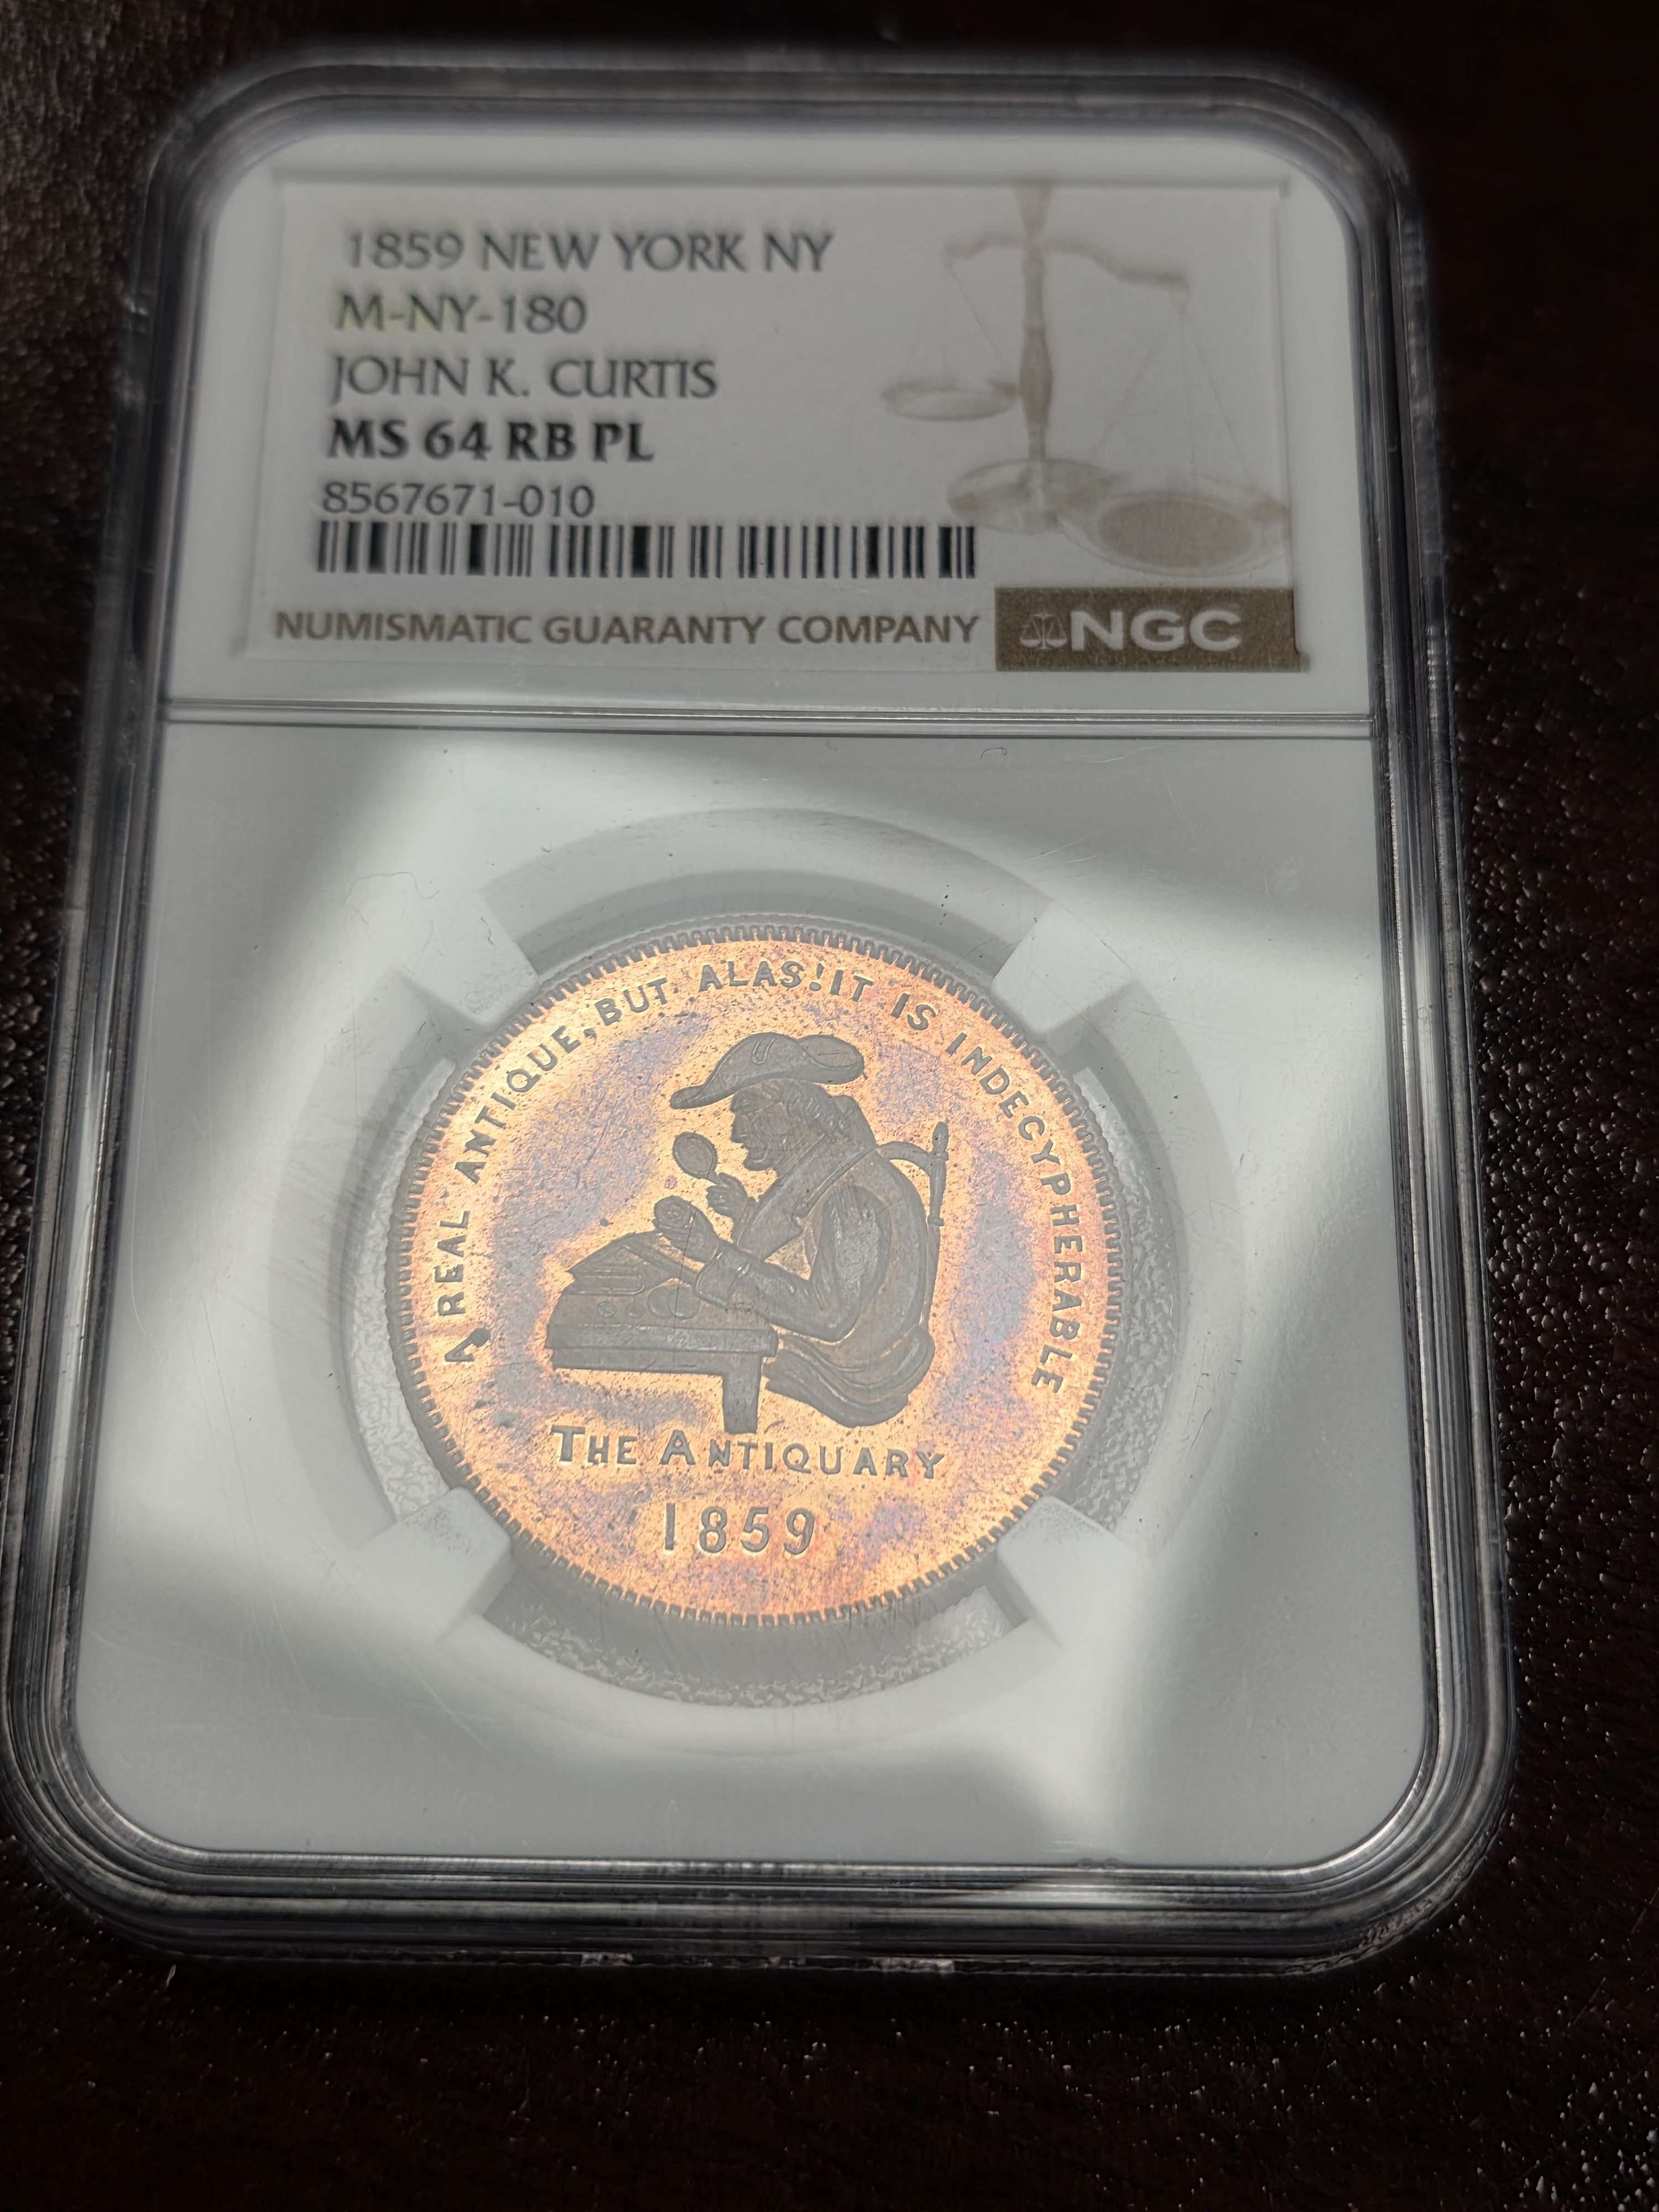 1859 NEW YORK NY
M-NY-180
JOHN K. CURTIS
MS 64 RB PL
8567671-010
NUMISMATIC GUARANTY COMPANY NGC
A REAL ANTIQUE, BUT ALAS! IT IS INDECYPHERABLE
THE ANTIQUARY
1859